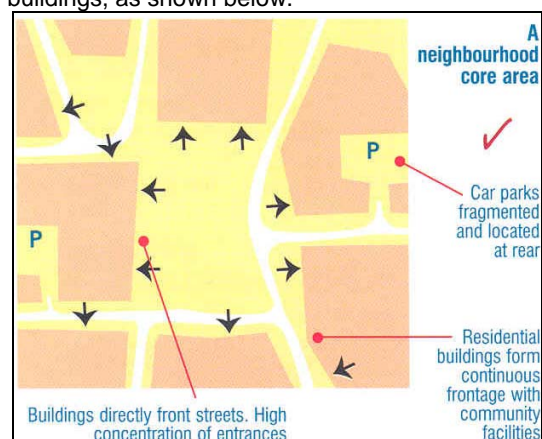 buildings, as shown below.
A
neighbourhood
core area
P
Car parks
fragmented
and located
at rear
P
Residential
buildings form
continuous
frontage with
community
facilities
Buildings directly front streets. High
concentration of entrances